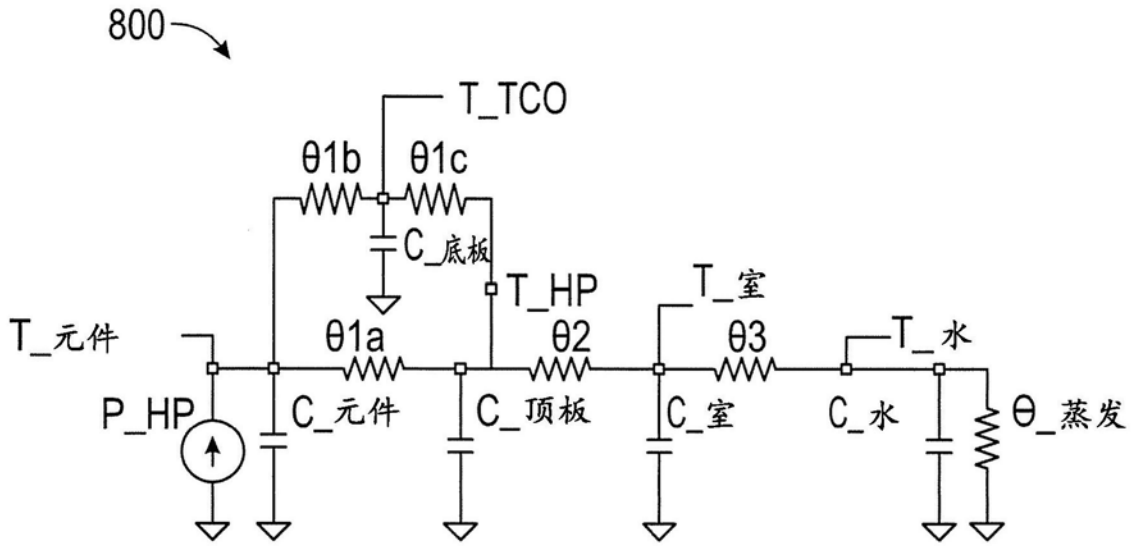 800
T_TCO
θ1b
θ1c
C_底板
T_HP
T_室
T_元件
θ1a
θ2
θ3
T_水
P_HP
C_元件
C_顶板
C_室
C_水
θ_蒸发